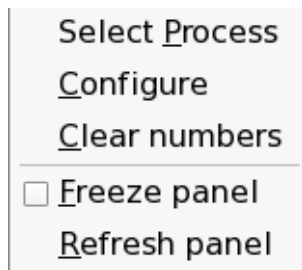 Select Process
Configure
Clear numbers
Freeze panel
Refresh panel